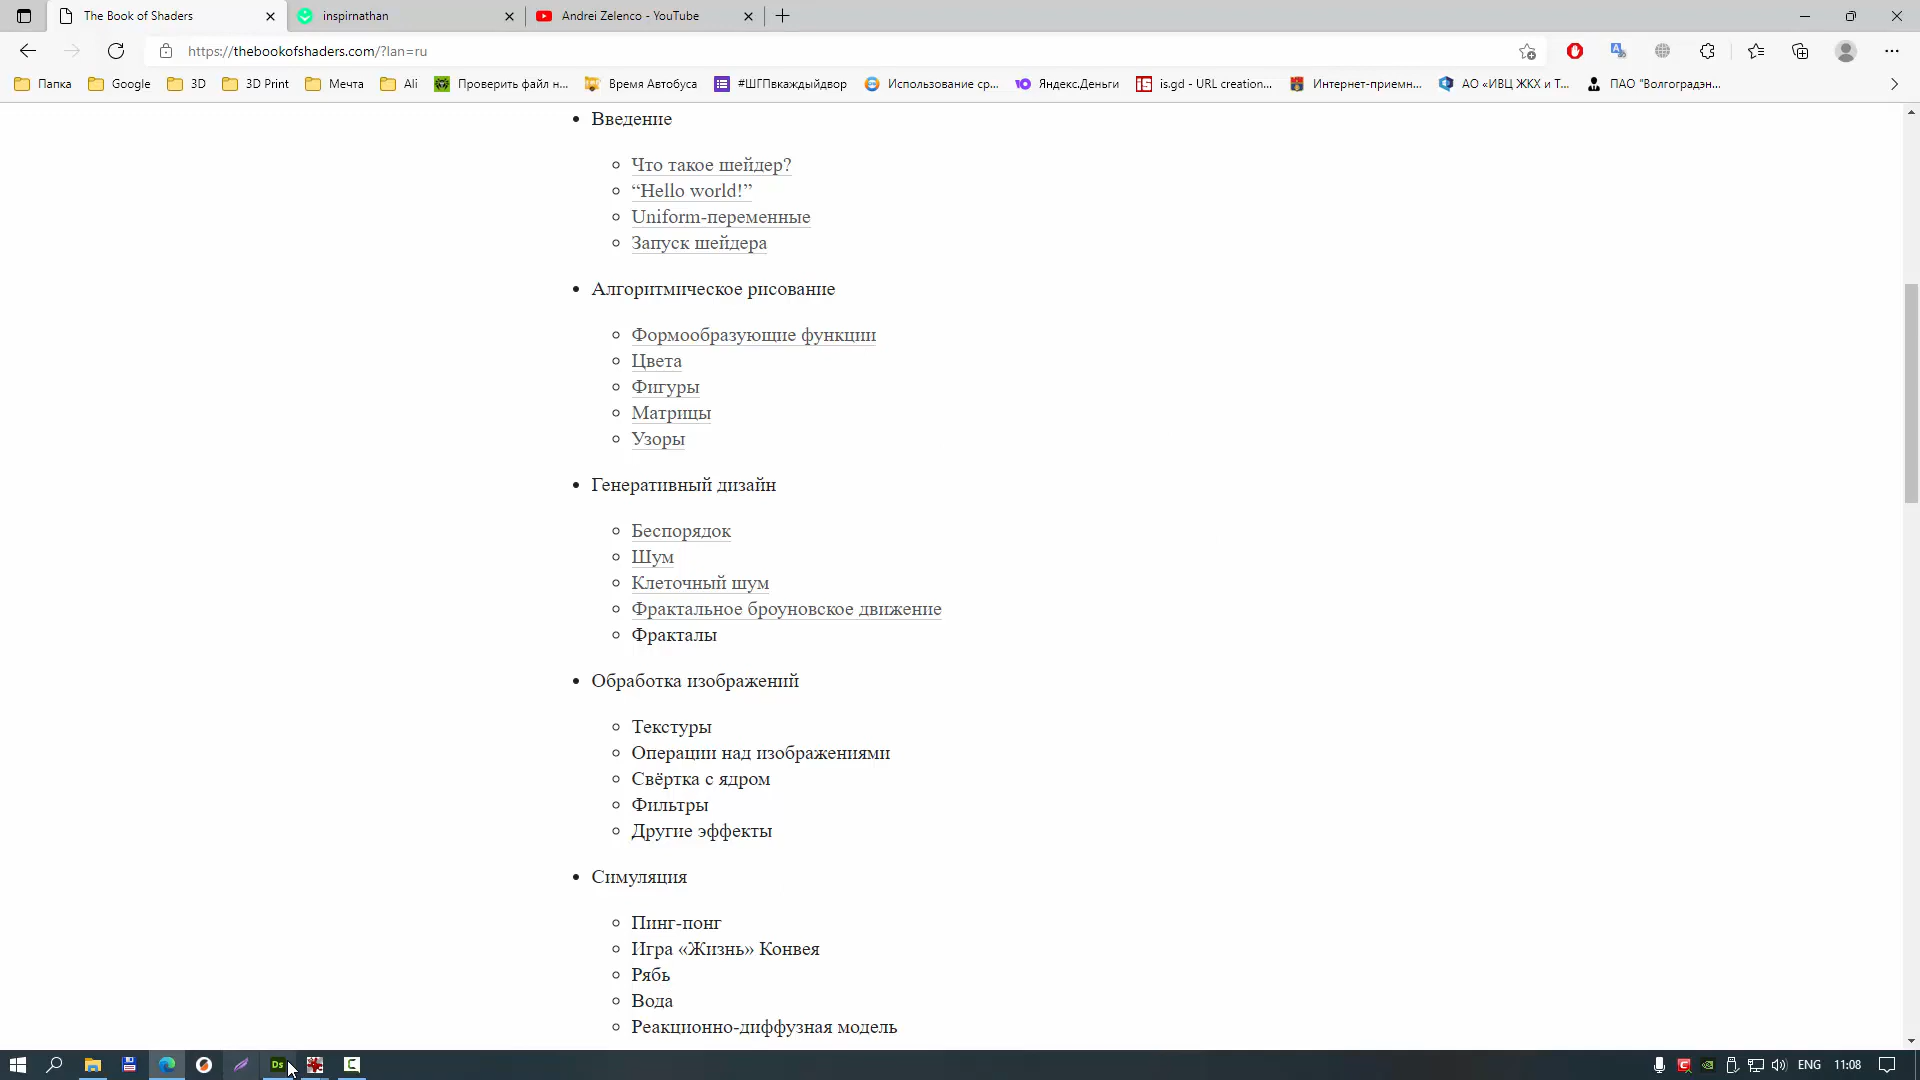 The Book of Shaders
inspirnathan
Andrei Zelenco - YouTube
https://thebookofshaders.com/?lan=ru
Папка
Google
3D
3D Print
Мечта
Ali
Проверить файл н...
Время Автобуса
#ШГПвкаждыйдвор
Использование ср...
Яндекс.Деньги
is.gd - URL creation...
Интернет-приемн...
АО «ИВЦ ЖКХ и Т...
ПАО "Волгоградэн...
Введение
Что такое шейдер?
“Hello world!”
Uniform-переменные
Запуск шейдера
Алгоритмическое рисование
Формообразующие функции
Цвета
Фигуры
Матрицы
Узоры
Генеративный дизайн
Беспорядок
Шум
Клеточный шум
Фрактальное броуновское движение
Фракталы
Обработка изображений
Текстуры
Операции над изображениями
Свёртка с ядром
Фильтры
Другие эффекты
Симуляция
Пинг-понг
Игра «Жизнь» Конвея
Рябь
Вода
Реакционно-диффузная модель
Ds
ENG
11:08